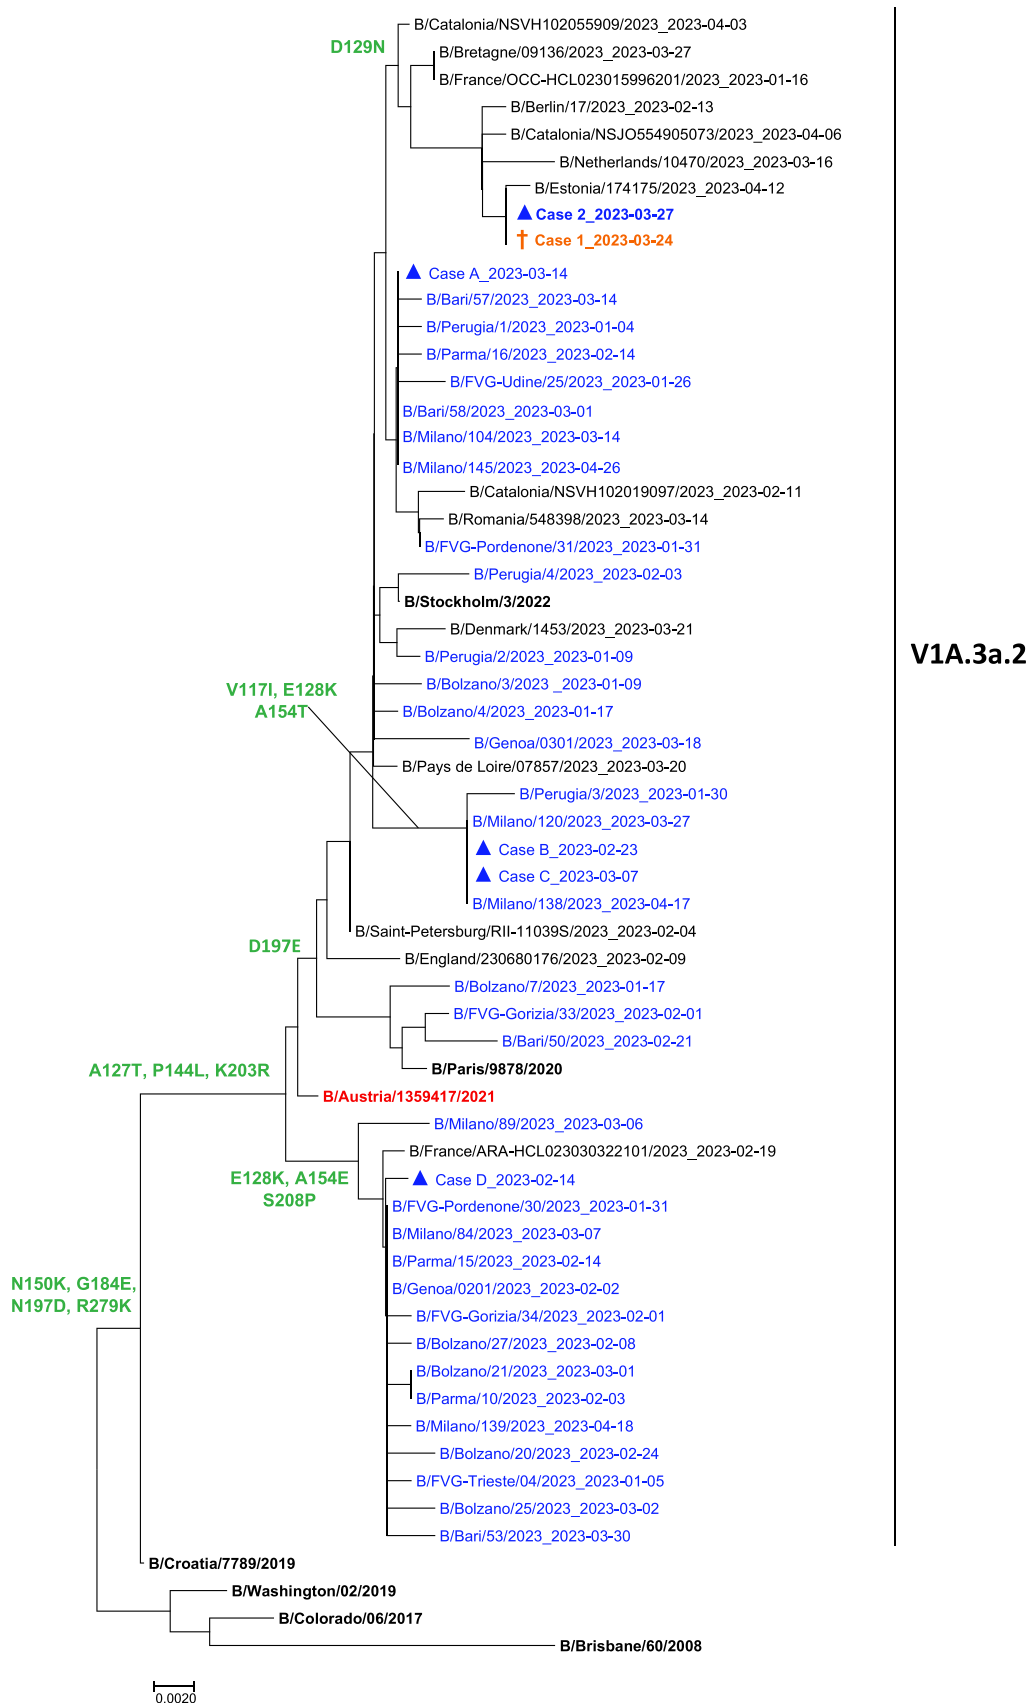 B/Catalonia/NSVH102055909/2023_2023-04-03
D129N
B/Bretagne/09136/2023_2023-03-27
B/France/OCC-HCL023015996201/2023_2023-01-16
B/Berlin/17/2023_2023-02-13
B/Catalonia/NSJO554905073/2023_2023-04-06
B/Netherlands/10470/2023_2023-03-16
B/Estonia/174175/2023_2023-04-12
Case 2_2023-03-27
† Case 1_2023-03-24
Case A_2023-03-14
B/Bari/57/2023_2023-03-14
B/Perugia/1/2023_2023-01-04
B/Parma/16/2023_2023-02-14
B/FVG-Udine/25/2023_2023-01-26
B/Bari/58/2023_2023-03-01
B/Milano/104/2023_2023-03-14
B/Milano/145/2023_2023-04-26
B/Catalonia/NSVH102019097/2023_2023-02-11
B/Romania/548398/2023_2023-03-14
B/FVG-Pordenone/31/2023_2023-01-31
B/Perugia/4/2023_2023-02-03
B/Stockholm/3/2022
B/Denmark/1453/2023_2023-03-21
B/Perugia/2/2023_2023-01-09
V1A.3a.2
B/Bolzano/3/2023 _2023-01-09
V117I, E128K
A154T
B/Bolzano/4/2023_2023-01-17
B/Genoa/0301/2023_2023-03-18
B/Pays de Loire/07857/2023_2023-03-20
B/Perugia/3/2023_2023-01-30
B/Milano/120/2023_2023-03-27
Case B_2023-02-23
Case C_2023-03-07
B/Milano/138/2023_2023-04-17
B/Saint-Petersburg/RII-11039S/2023_2023-02-04
D197E
B/England/230680176/2023_2023-02-09
B/Bolzano/7/2023_2023-01-17
B/FVG-Gorizia/33/2023_2023-02-01
B/Bari/50/2023_2023-02-21
B/Paris/9878/2020
A127T, P144L, K203R
B/Austria/1359417/2021
B/Milano/89/2023_2023-03-06
B/France/ARA-HCL023030322101/2023_2023-02-19
E128K, A154E
S208P
Case D_2023-02-14
B/FVG-Pordenone/30/2023_2023-01-31
B/Milano/84/2023_2023-03-07
B/Parma/15/2023_2023-02-14
N150K, G184E,
N197D, R279K
B/Genoa/0201/2023_2023-02-02
B/FVG-Gorizia/34/2023_2023-02-01
B/Bolzano/27/2023_2023-02-08
B/Bolzano/21/2023_2023-03-01
B/Parma/10/2023_2023-02-03
B/Milano/139/2023_2023-04-18
B/Bolzano/20/2023_2023-02-24
B/FVG-Trieste/04/2023_2023-01-05
B/Bolzano/25/2023_2023-03-02
B/Bari/53/2023_2023-03-30
B/Croatia/7789/2019
B/Washington/02/2019
B/Colorado/06/2017
B/Brisbane/60/2008
0.0020